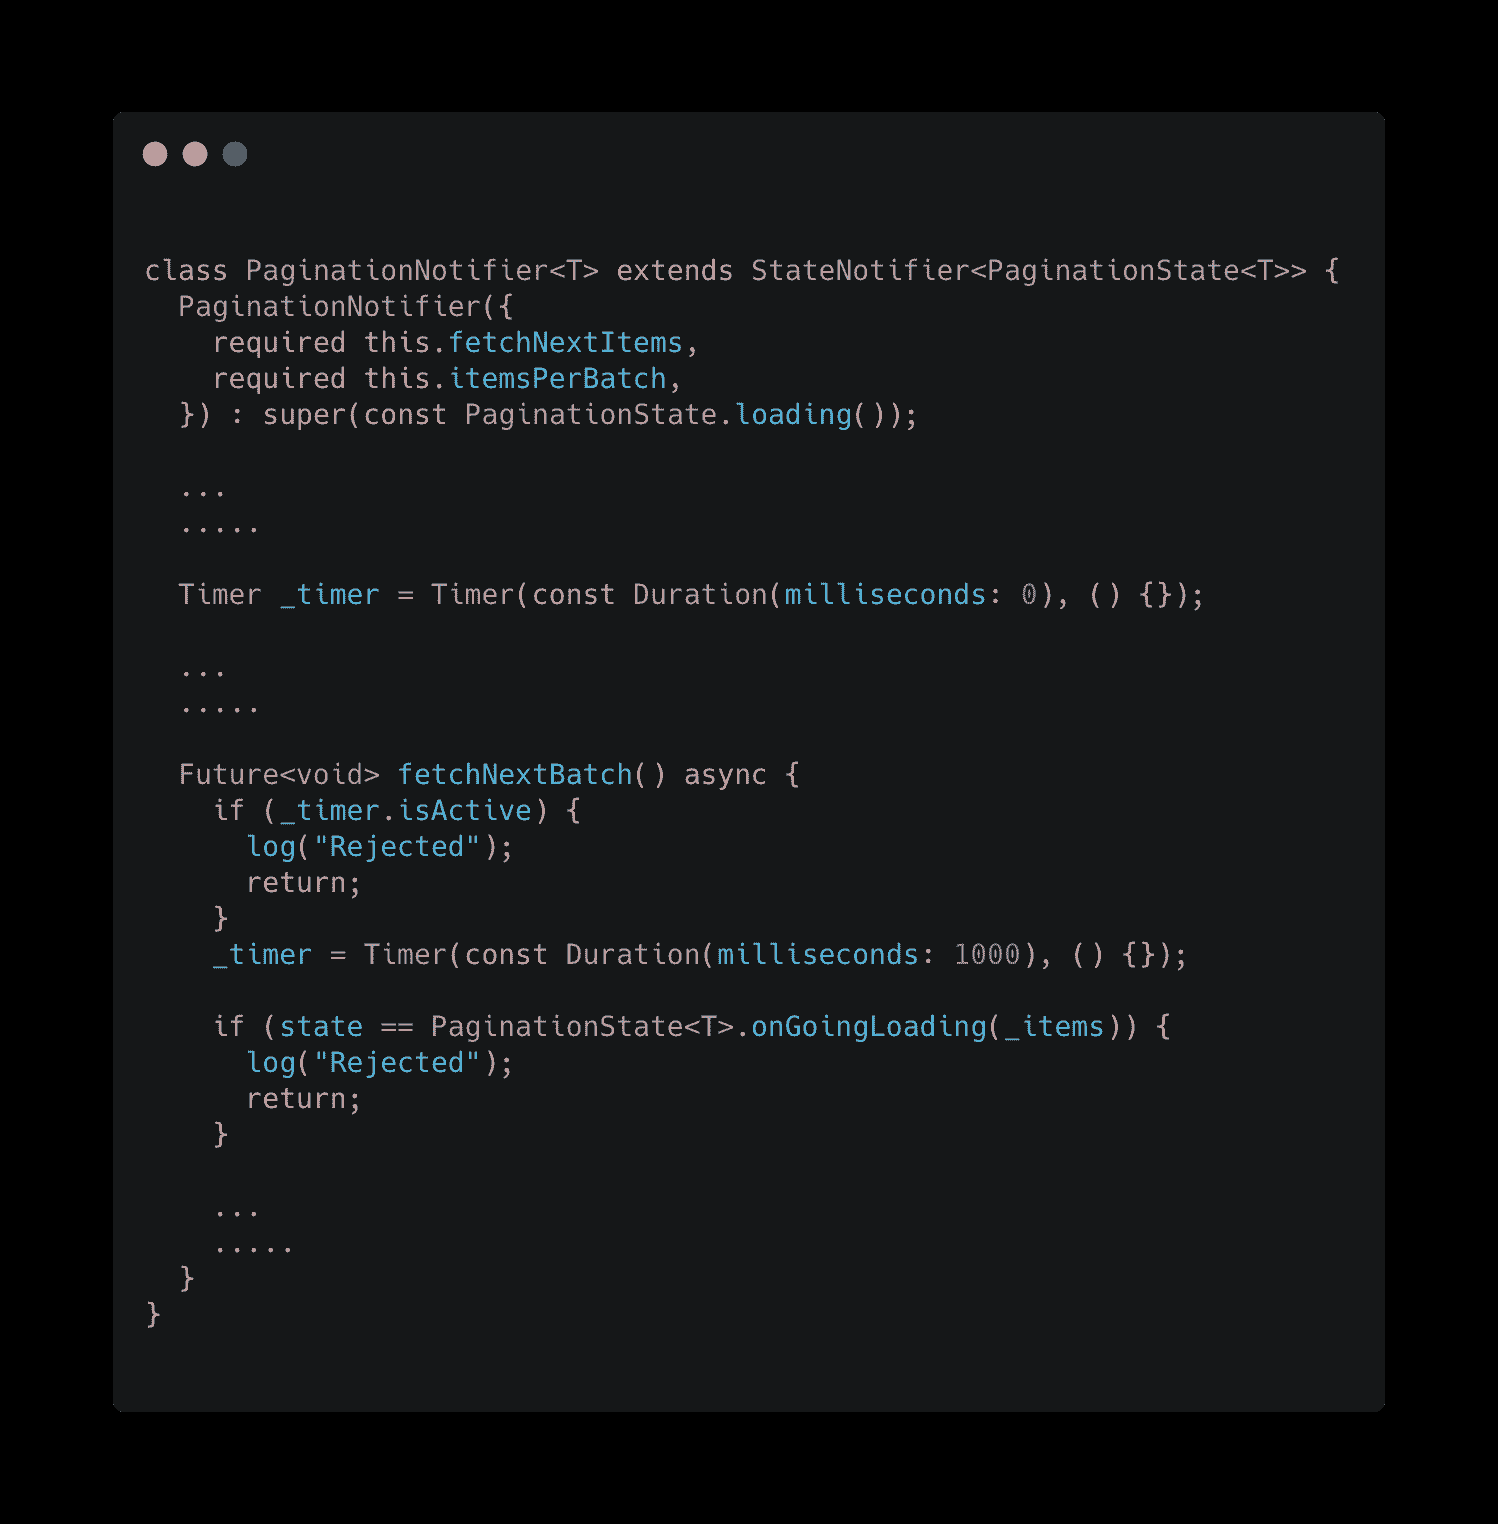 class PaginationNotifier<T> extends StateNotifier<PaginationState<T>> {
  PaginationNotifier({
    required this.fetchNextItems,
    required this.itemsPerBatch,
  }) : super(const PaginationState.loading());

  ...
  .....

  Timer _timer = Timer(const Duration(milliseconds: 0), () {});

  ...
  .....

  Future<void> fetchNextBatch() async {
    if (_timer.isActive) {
      log("Rejected");
      return;
    }
    _timer = Timer(const Duration(milliseconds: 1000), () {});

    if (state == PaginationState<T>.onGoingLoading(_items)) {
      log("Rejected");
      return;
    }

    ...
    .....
  }
}